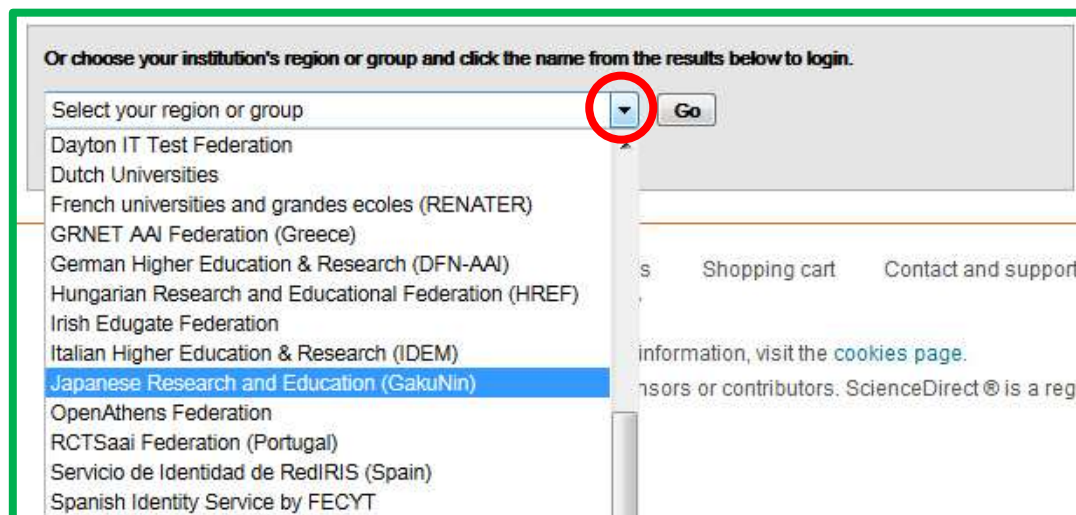 Or choose your institution's region or group and click the name from the results below to login.
Select your region or group
Go
Dayton IT Test Federation
Dutch Universities
French universities and grandes ecoles (RENATER)
GRNET AAI Federation (Greece)
German Higher Education & Research (DFN-AAI)
Shopping cart Contact and support
Hungarian Research and Educational Federation (HREF)
Irish Edugate Federation
Italian Higher Education & Research (IDEM)
information, visit the cookies page.
Japanese Research and Education (GakuNin)
or contributors. ScienceDirect ® is a reg
OpenAthens Federation
RCTSaai Federation (Portugal)
Servicio de Identidad de RedIRIS (Spain)
Spanish Identity Service by FECYT